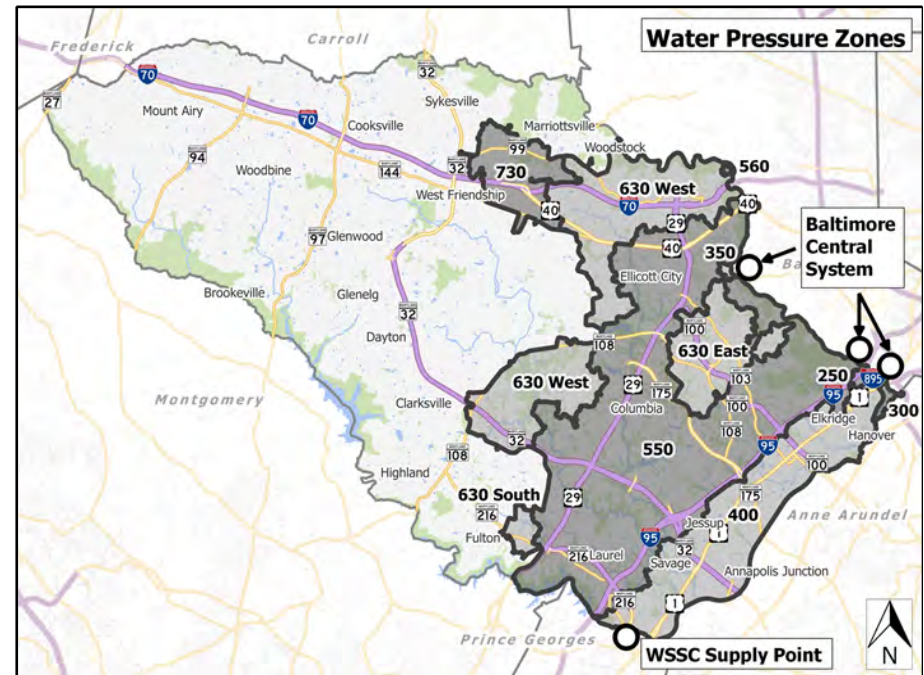 Water Pressure Zones
Carroll
Frederick
70
32
27
Mount Airy
Sykesville
70
Cooksville
Marriottsville
99
Woodstock
94
32
730
560
Woodbine
144
West Friendship
630 West
70
40
40
29
Baltimore
Central
System
97
Glenwood
40
350
Ba
Ellicott City
Brookeville
Glenelg
32
100
Dayton
108
630 East
630 West
250
895
29
175
103
95
1
300
Montgomery
Clarksville
Columbia
100
Elkridge
Hanover
32
108
95
108
550
100
Highland
175
630 South
29
400
Anne Arundel
216
Jessup
1
Fulton
95
32
216
Laurel
Savage
Annapolis Junction
216
1
Prince Georges
WSSC Supply Point
N